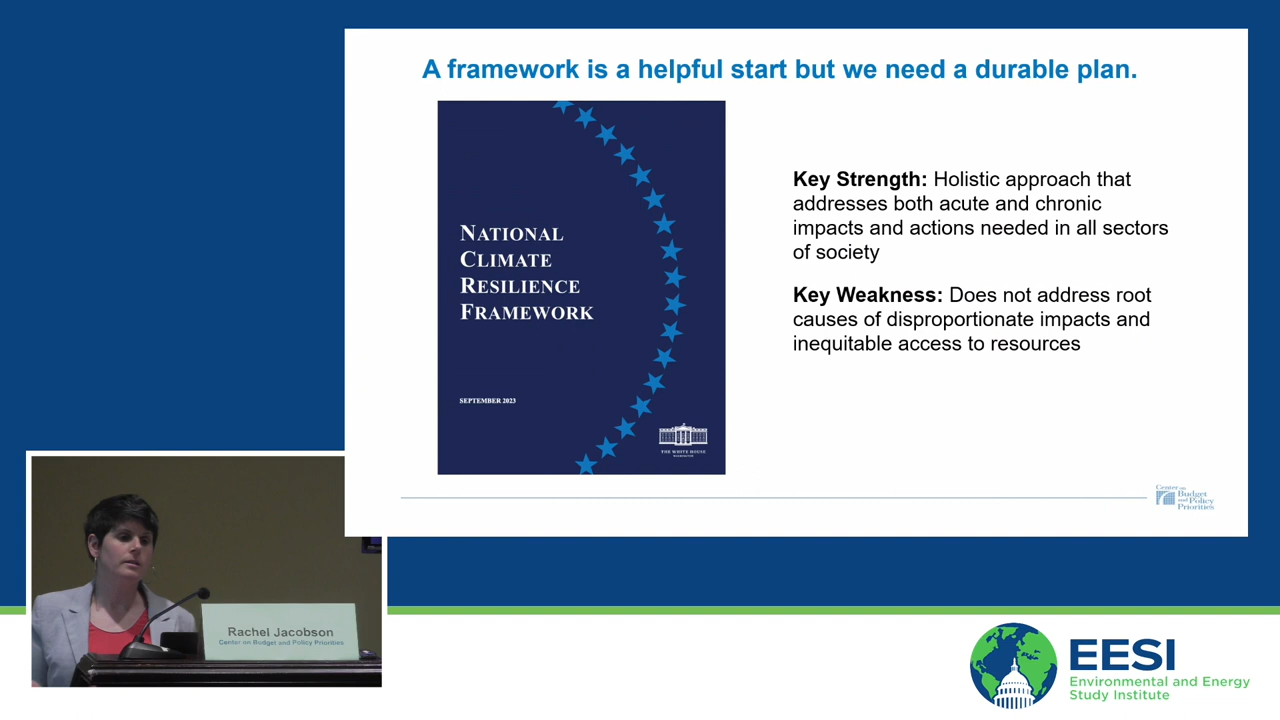 A framework is a helpful start but we need a durable plan.
NATIONAL
CLIMATE
RESILIENCE
FRAMEWORK
SEPTEMBER 2023
THE WHITE HOUSE
WASHINGTON
Key Strength: Holistic approach that
addresses both acute and chronic
impacts and actions needed in all sectors
of society
Key Weakness: Does not address root
causes of disproportionate impacts and
inequitable access to resources
Center on
Budget
and Policy
Priorities
Rachel Jacobson
Center on Budget and Policy Priorities
EESI
Environmental and Energy
Study Institute